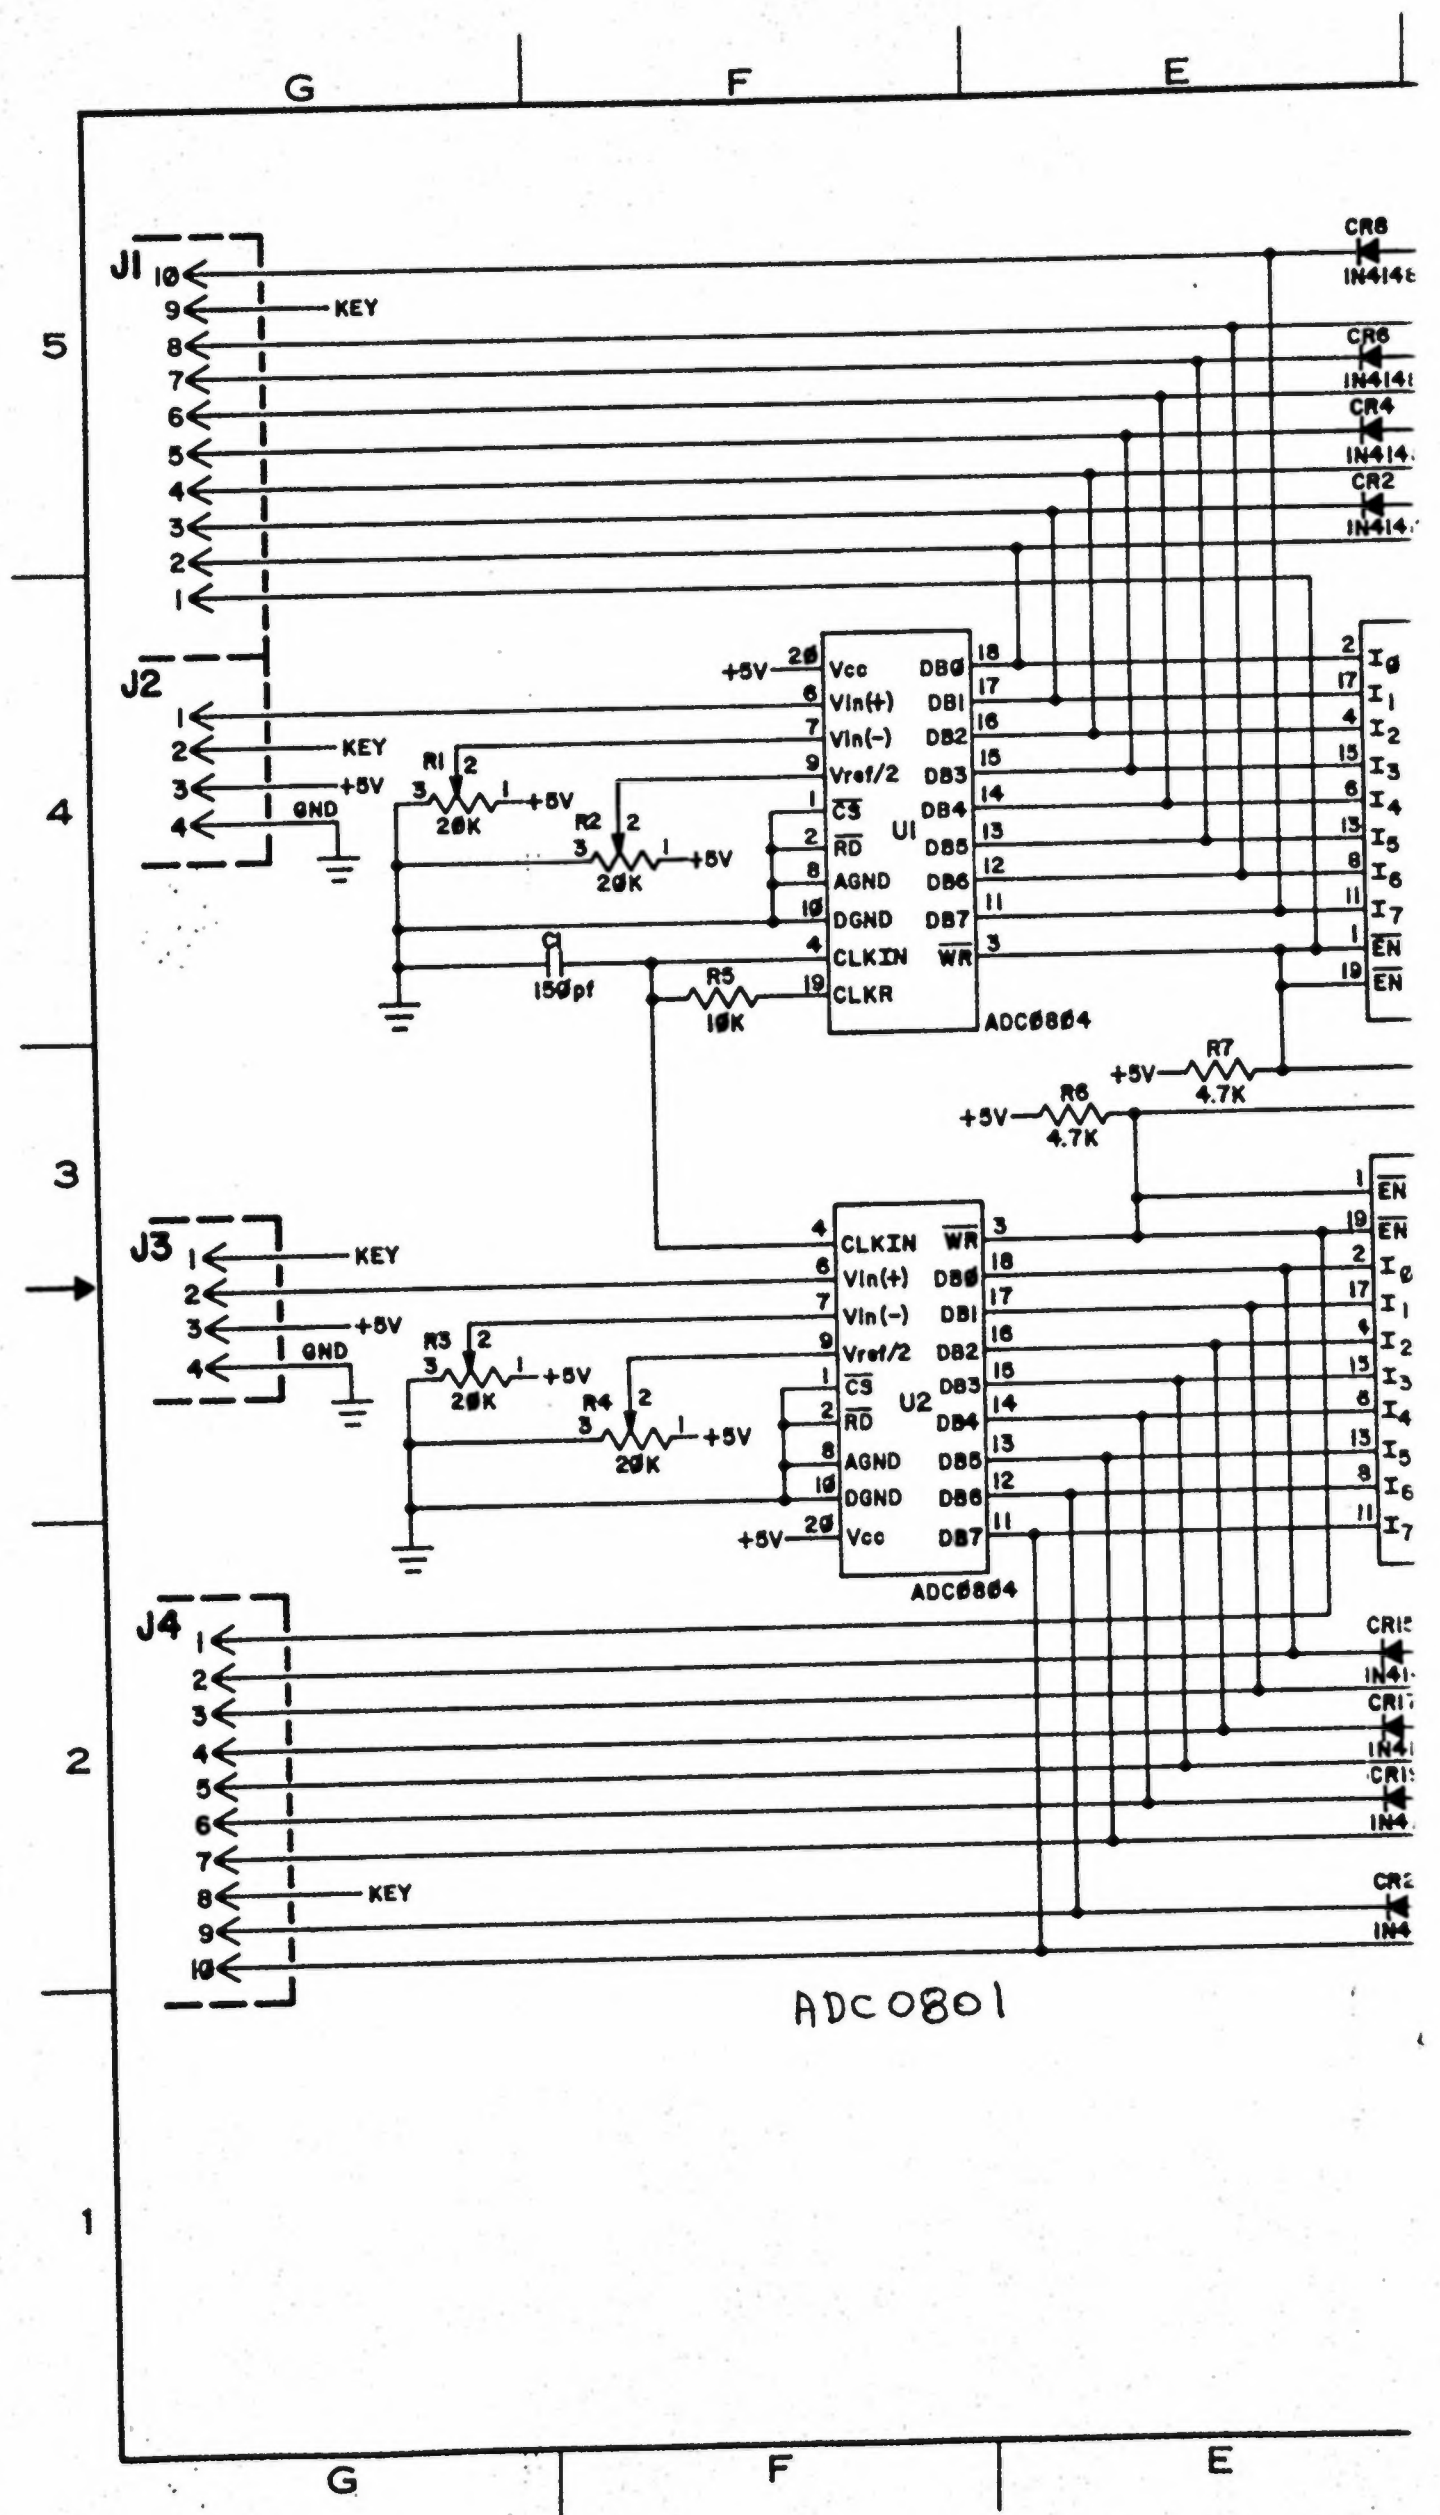 G F E
5
4
3
2
1
J1
10
9 KEY
8
7
6
5
4
3
2
1
CR8
CR6
CR4
CR2
J2
1
2 KEY
3 +5V
4 GND
R1
3 2 1 +5V
20K
R2
3 2 1 +5V
20K
C1
150pf
R5
10K
+5V 20 Vcc
6 Vin(+)
7 Vin(-)
9 Vref/2
1 CS
2 RD
8 AGND
10 DGND
4 CLKIN
19 CLKR
U1
DB0 18
DB1 17
DB2 16
DB3 15
DB4 14
DB5 13
DB6 12
DB7 11
WR 3
ADC0804
2 I0
17 I1
4 I2
15 I3
6 I4
13 I5
8 I6
11 I7
1 EN
19 EN
+5V R7
4.7K
+5V R6
4.7K
J3
1 KEY
2
3 +5V
4 GND
R3
3 2 1 +5V
20K
R4
3 2 1 +5V
20K
4 CLKIN
6 Vin(+)
7 Vin(-)
9 Vref/2
1 CS
2 RD
8 AGND
10 DGND
+5V 20 Vcc
U2
WR 3
DB0 18
DB1 17
DB2 16
DB3 15
DB4 14
DB5 13
DB6 12
DB7 11
ADC0804
1 EN
19 EN
2 I0
17 I1
4 I2
15 I3
6 I4
13 I5
8 I6
11 I7
J4
1
2
3
4
5
6
7
8 KEY
9
10
ADC0801
G F E